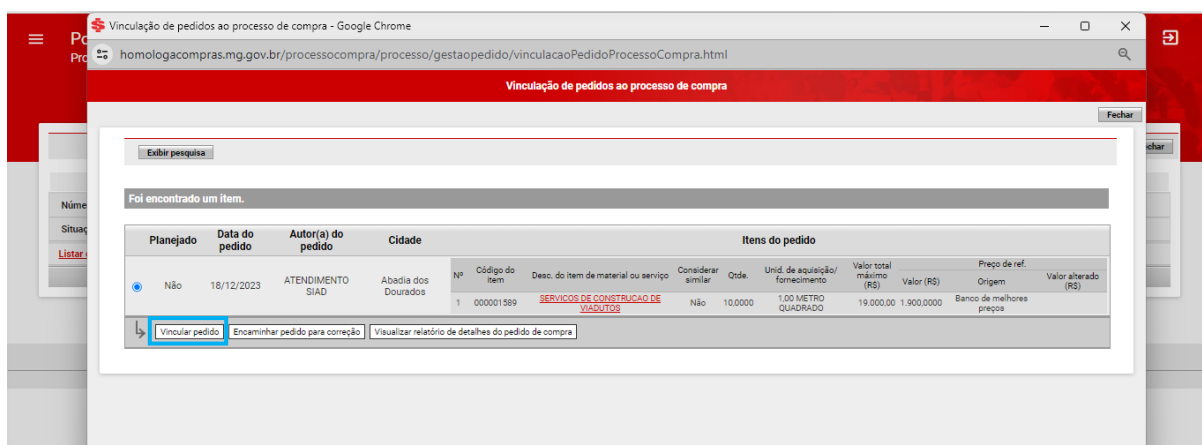 Vinculação de pedidos ao processo de compra - Google Chrome
Po
Pro
homologacompras.mg.gov.br/processocompra/processo/gestaopedido/vinculacaoPedidoProcessoCompra.html
Vinculação de pedidos ao processo de compra
Fechar
Exibir pesquisa
char
Foi encontrado um item.
Núme
Situaç
Listar
Planejado Data do pedido Autor(a) do pedido Cidade Itens do pedido
Nº Código do item Desc. do item de material ou serviço Considerar similar Qtde. Unid. de aquisição/ fornecimento Valor total máximo (R$) Preço de ref. Valor (R$) Origem Valor alterado (R$)
Não 18/12/2023 ATENDIMENTO SIAD Abadia dos Dourados
1 000001589 SERVICOS DE CONSTRUCAO DE VIADUTOS Não 10,0000 1,00 METRO QUADRADO 19.000,00 1.900,0000 Banco de melhores preços
Vincular pedido Encaminhar pedido para correção Visualizar relatório de detalhes do pedido de compra